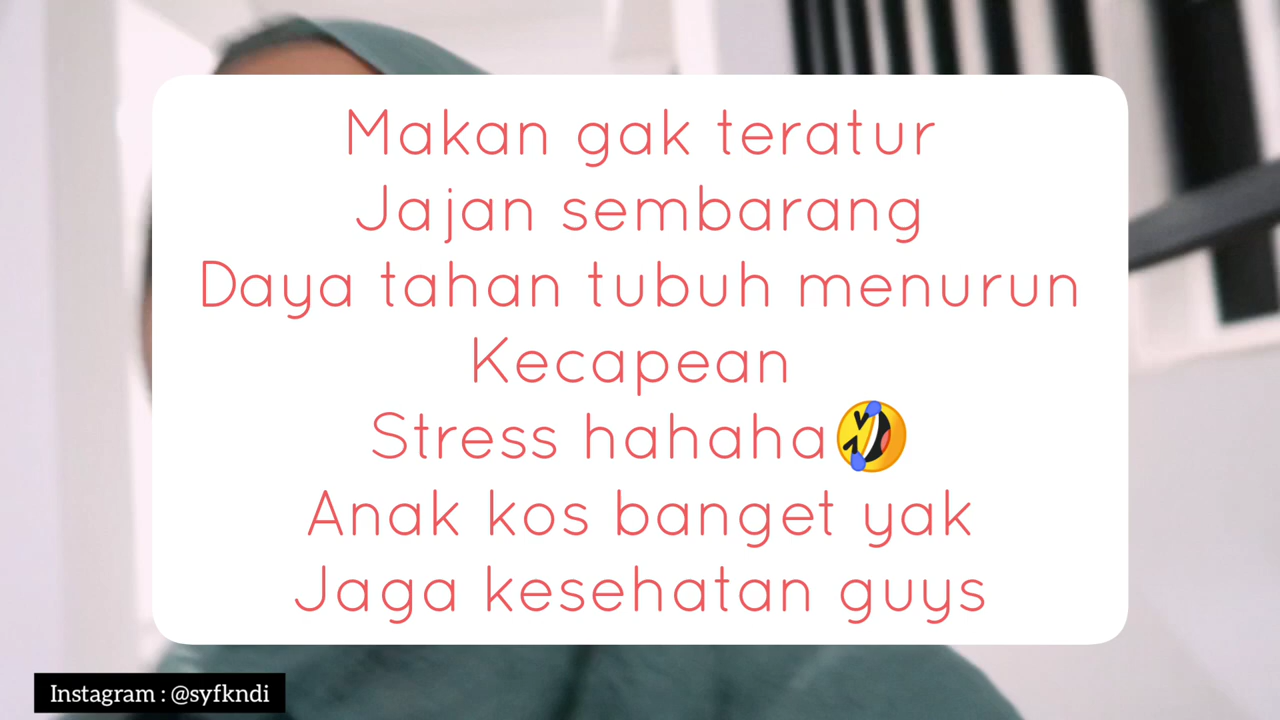 Makan gak teratur
Jajan sembarang
Daya tahan tubuh menurun
Kecapean
Stress hahaha🤣
Anak kos banget yak
Jaga kesehatan guys
Instagram : @syfkndi